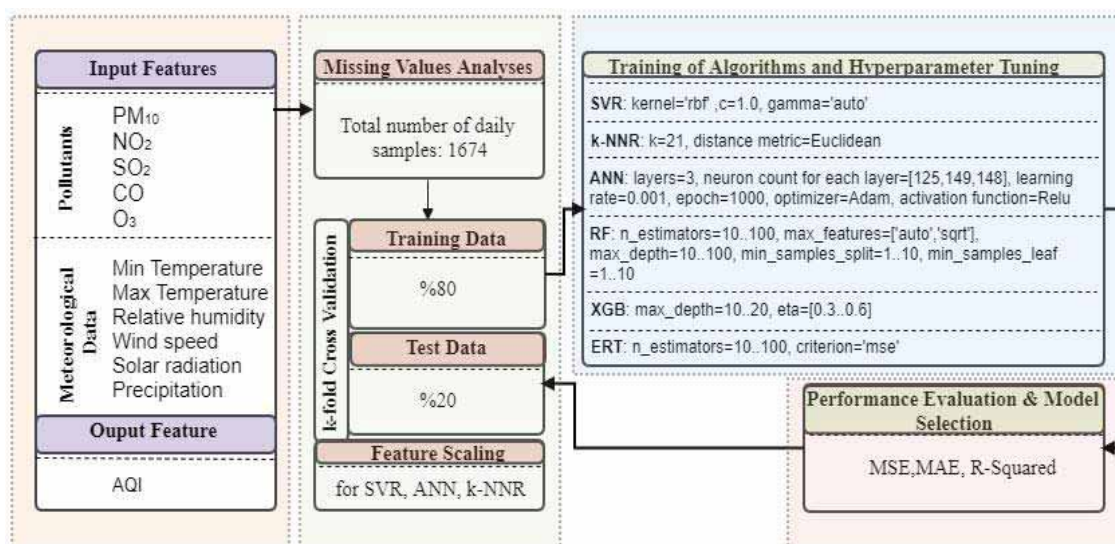 Input Features
Pollutants
PM₁₀
NO₂
SO₂
CO
O₃
Meteorological
Data
Min Temperature
Max Temperature
Relative humidity
Wind speed
Solar radiation
Precipitation
Ouput Feature
AQI
Missing Values Analyses
Total number of daily
samples: 1674
k-fold Cross Validation
Training Data
%80
Test Data
%20
Feature Scaling
for SVR, ANN, k-NNR
Training of Algorithms and Hyperparameter Tuning
SVR: kernel='rbf' ,c=1.0, gamma='auto'
k-NNR: k=21, distance metric=Euclidean
ANN: layers=3, neuron count for each layer=[125,149,148], learning
rate=0.001, epoch=1000, optimizer=Adam, activation function=Relu
RF: n_estimators=10..100, max_features=['auto','sqrt'],
max_depth=10..100, min_samples_split=1..10, min_samples_leaf
=1..10
XGB: max_depth=10..20, eta=[0.3..0.6]
ERT: n_estimators=10..100, criterion='mse'
Performance Evaluation & Model
Selection
MSE,MAE, R-Squared